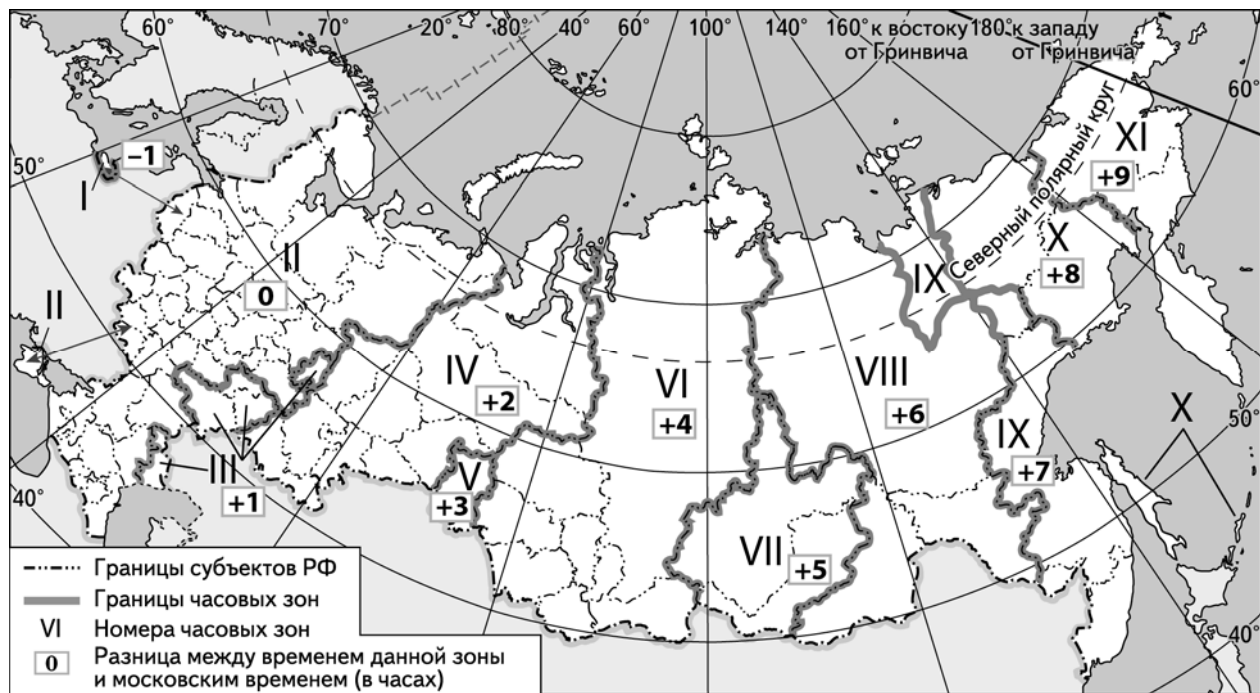 60°
70°
20°
80°
40°
60°
100°
140°
160° к востоку
от Гринвича
180° к западу
от Гринвича
60°
50°
–1
I
Северный полярный круг
XI
+9
II
0
II
X
+8
IX
IV
+2
VI
+4
VIII
+6
X
50°
IX
+7
III
+1
V
+3
40°
VII
+5
40°
Границы субъектов РФ
Границы часовых зон
VI Номера часовых зон
0 Разница между временем данной зоны
и московским временем (в часах)